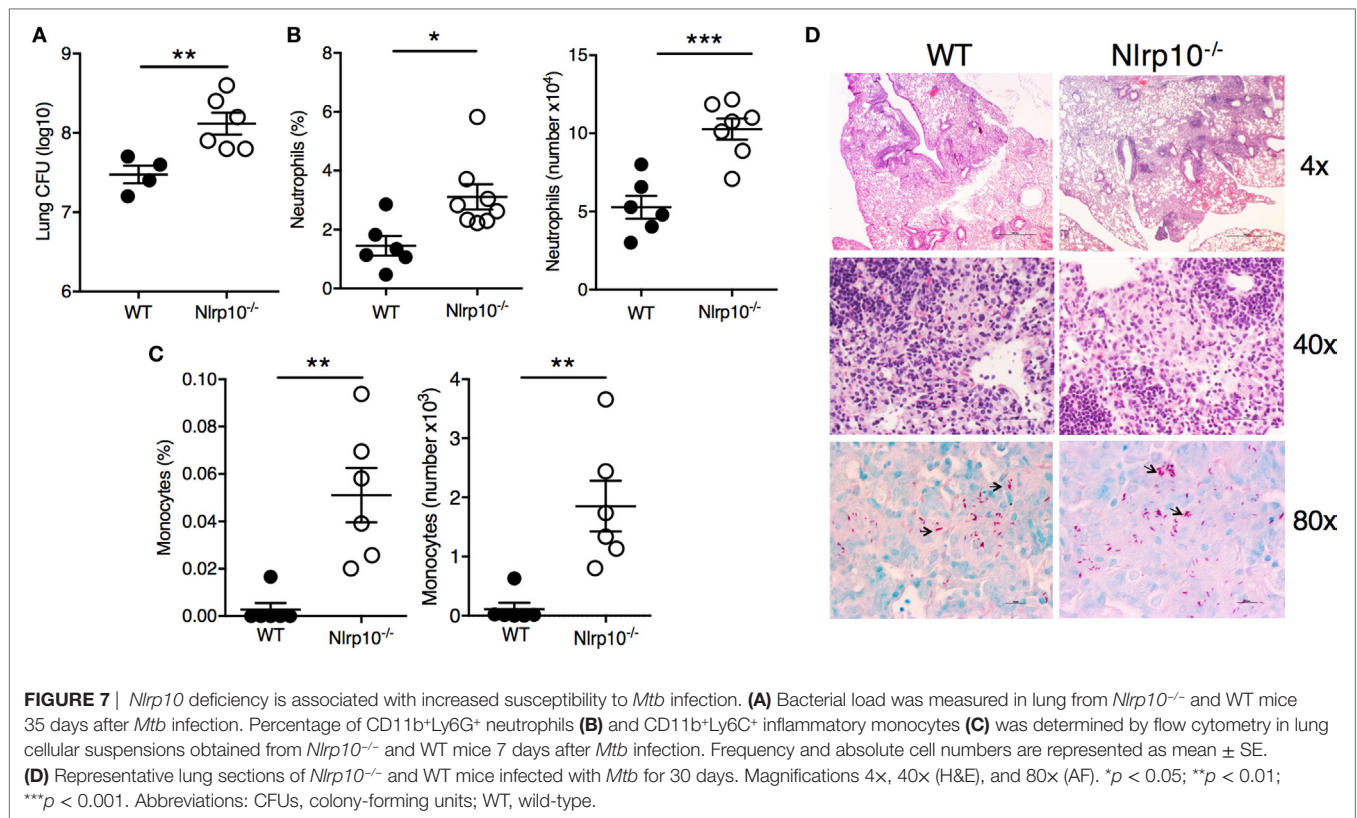 A
Lung CFU (log10)
9
8
7
6
**
WT
Nlrp10-/-
B
Neutrophils (%)
8
6
4
2
0
*
WT
Nlrp10-/-
Neutrophils (number x10⁴)
15
10
5
0
***
WT
Nlrp10-/-
C
Monocytes (%)
0.10
0.08
0.06
0.04
0.02
0.00
**
WT
Nlrp10-/-
Monocytes (number x10³)
4
3
2
1
0
**
WT
Nlrp10-/-
D
WT Nlrp10-/-
4x
40x
80x
FIGURE 7 | Nlrp10 deficiency is associated with increased susceptibility to Mtb infection. (A) Bacterial load was measured in lung from Nlrp10−/− and WT mice
35 days after Mtb infection. Percentage of CD11b+Ly6G+ neutrophils (B) and CD11b+Ly6C+ inflammatory monocytes (C) was determined by flow cytometry in lung
cellular suspensions obtained from Nlrp10−/− and WT mice 7 days after Mtb infection. Frequency and absolute cell numbers are represented as mean ± SE.
(D) Representative lung sections of Nlrp10−/− and WT mice infected with Mtb for 30 days. Magnifications 4×, 40× (H&E), and 80× (AF). *p < 0.05; **p < 0.01;
***p < 0.001. Abbreviations: CFUs, colony-forming units; WT, wild-type.